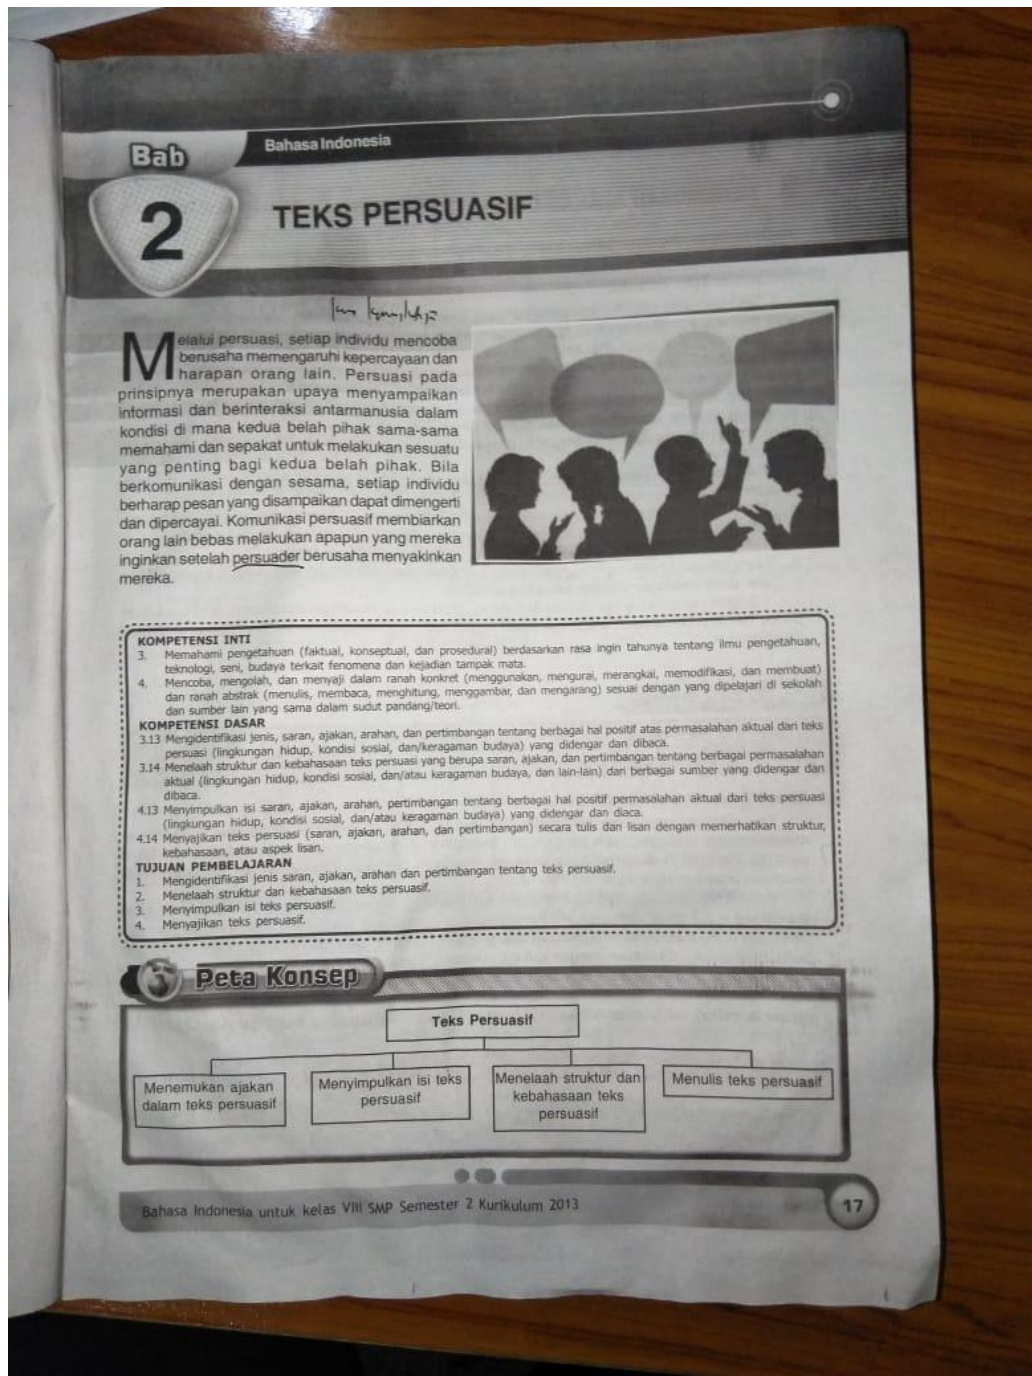 Bahasa Indonesia
Bab
2
TEKS PERSUASIF
Melalui persuasi, setiap individu mencoba
berusaha memengaruhi kepercayaan dan
harapan orang lain. Persuasi pada
prinsipnya merupakan upaya menyampaikan
informasi dan berinteraksi antarmanusia dalam
kondisi di mana kedua belah pihak sama-sama
memahami dan sepakat untuk melakukan sesuatu
yang penting bagi kedua belah pihak. Bila
berkomunikasi dengan sesama, setiap individu
berharap pesan yang disampaikan dapat dimengerti
dan dipercayai. Komunikasi persuasif membiarkan
orang lain bebas melakukan apapun yang mereka
inginkan setelah persuader berusaha menyakinkan
mereka.
KOMPETENSI INTI
3. Memahami pengetahuan (faktual, konseptual, dan prosedural) berdasarkan rasa ingin tahunya tentang ilmu pengetahuan,
teknologi, seni, budaya terkait fenomena dan kejadian tampak mata.
4. Mencoba, mengolah, dan menyaji dalam ranah konkret (menggunakan, mengurai, merangkai, memodifikasi, dan membuat)
dan ranah abstrak (menulis, membaca, menghitung, menggambar, dan mengarang) sesuai dengan yang dipelajari di sekolah
dan sumber lain yang sama dalam sudut pandang/teori.
KOMPETENSI DASAR
3.13 Mengidentifikasi jenis, saran, ajakan, arahan, dan pertimbangan tentang berbagai hal positif atas permasalahan aktual dari teks
persuasi (lingkungan hidup, kondisi sosial, dan/keragaman budaya) yang didengar dan dibaca.
3.14 Menelaah struktur dan kebahasaan teks persuasi yang berupa saran, ajakan, dan pertimbangan tentang berbagai permasalahan
aktual (lingkungan hidup, kondisi sosial, dan/atau keragaman budaya, dan lain-lain) dari berbagai sumber yang didengar dan
dibaca.
4.13 Menyimpulkan isi saran, ajakan, arahan, pertimbangan tentang berbagai hal positif permasalahan aktual dari teks persuasi
(lingkungan hidup, kondisi sosial, dan/atau keragaman budaya) yang didengar dan diaca.
4.14 Menyajikan teks persuasi (saran, ajakan, arahan, dan pertimbangan) secara tulis dan lisan dengan memerhatikan struktur,
kebahasaan, atau aspek lisan.
TUJUAN PEMBELAJARAN
1. Mengidentifikasi jenis saran, ajakan, arahan dan pertimbangan tentang teks persuasif.
2. Menelaah struktur dan kebahasaan teks persuasif.
3. Menyimpulkan isi teks persuasif.
4. Menyajikan teks persuasif.
Peta Konsep
Teks Persuasif
Menemukan ajakan
dalam teks persuasif
Menyimpulkan isi teks
persuasif
Menelaah struktur dan
kebahasaan teks
persuasif
Menulis teks persuasif
Bahasa Indonesia untuk kelas VIII SMP Semester 2 Kurikulum 2013
17